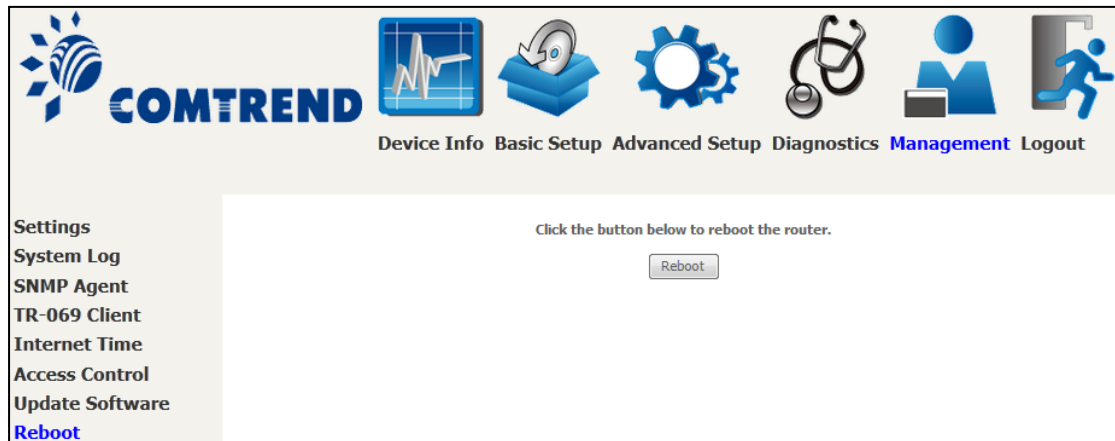 COMTREND
Device Info Basic Setup Advanced Setup Diagnostics Management Logout
Settings
System Log
SNMP Agent
TR-069 Client
Internet Time
Access Control
Update Software
Reboot
Click the button below to reboot the router.
Reboot